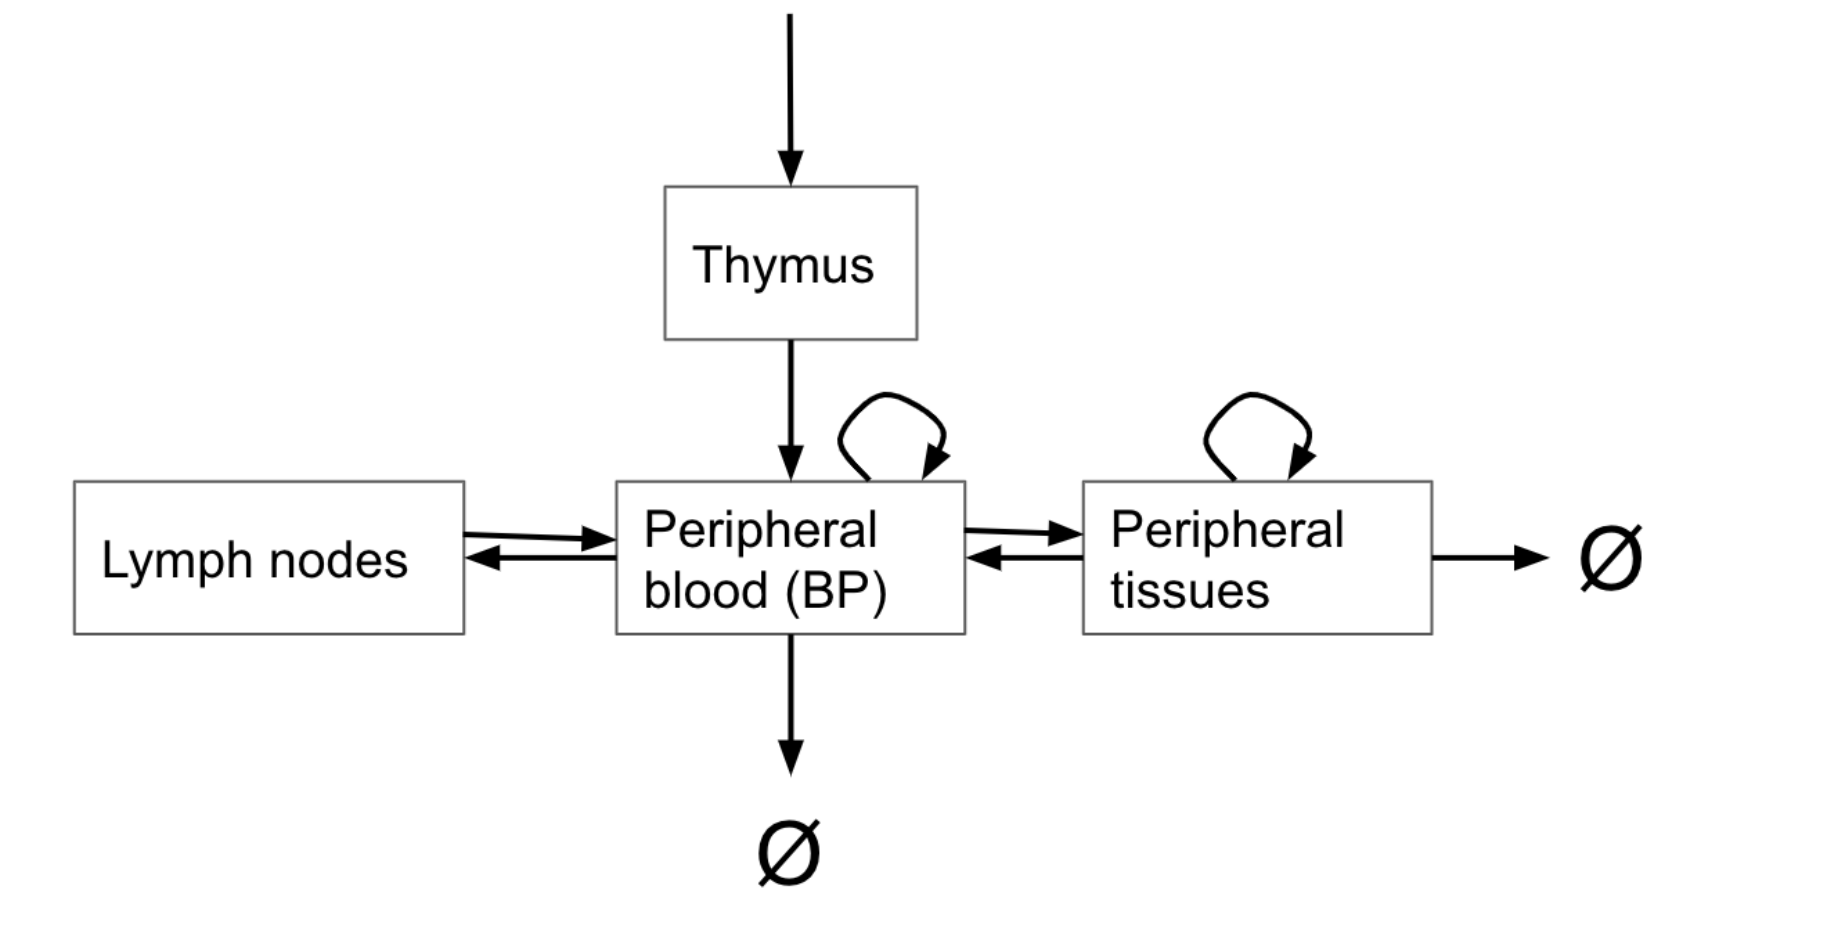 Thymus
Lymph nodes
Peripheral
blood (BP)
Peripheral
tissues
Ø
Ø